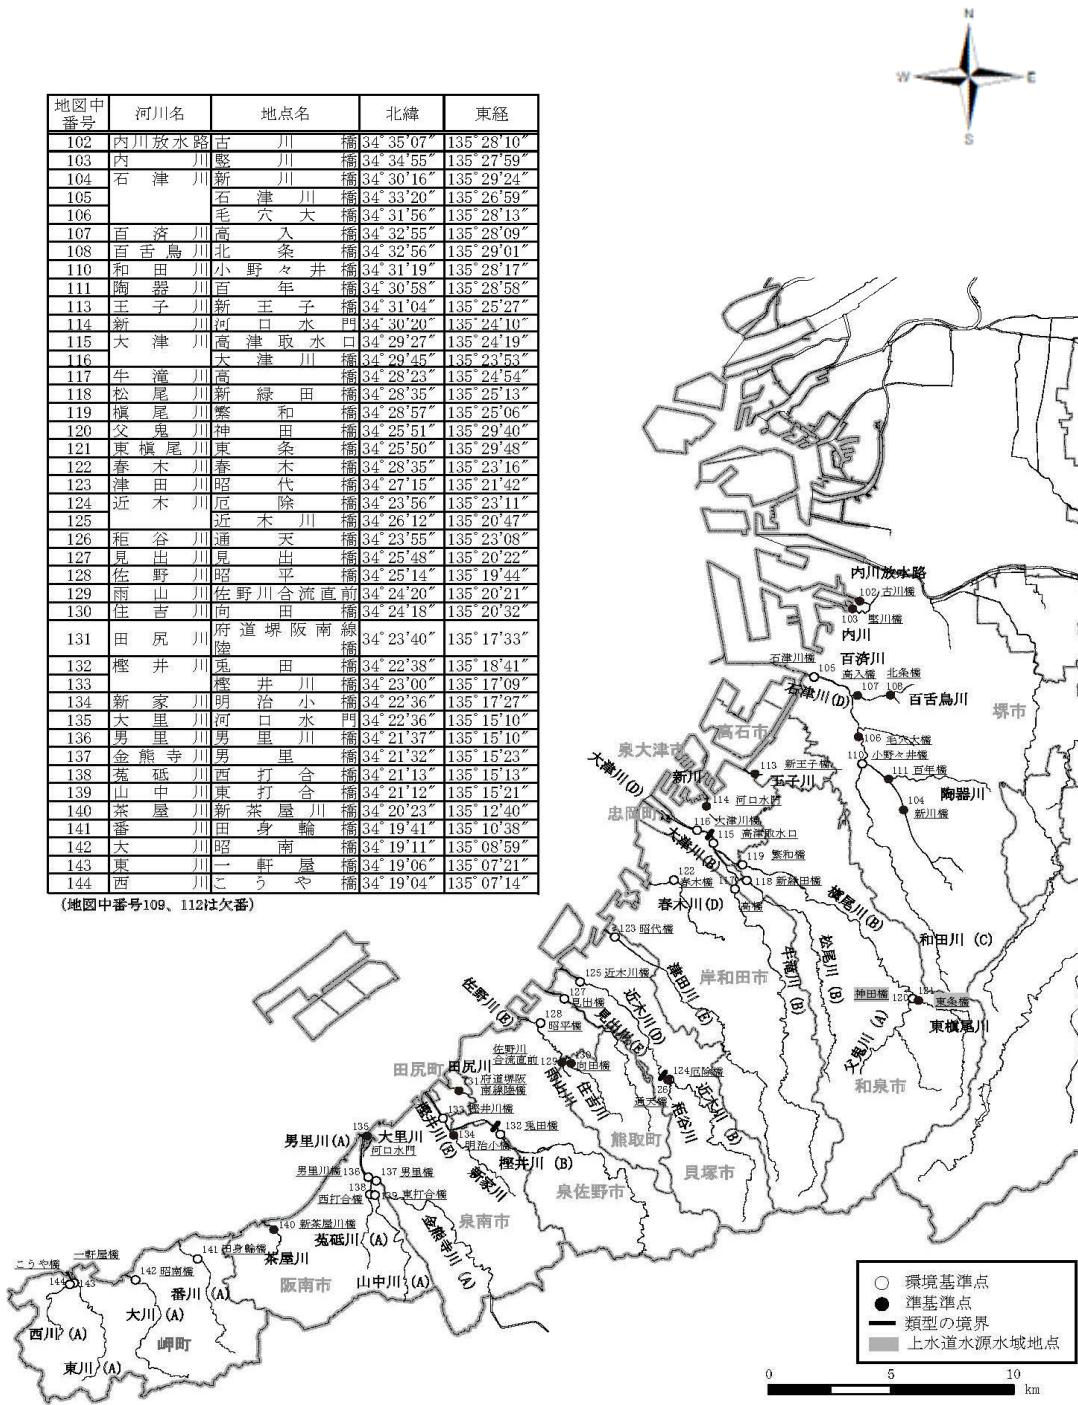 N
W E
S
地図中番号 河川名 地点名 北緯 東経
102 内川放水路 古川橋 34°35'07″ 135°28'10″
103 内川 竪川橋 34°34'55″ 135°27'59″
104 石津川 新川橋 34°30'16″ 135°29'24″
105 石津川橋 34°33'20″ 135°26'59″
106 毛穴大橋 34°31'56″ 135°28'13″
107 百済川 高入橋 34°32'55″ 135°28'09″
108 百舌鳥川 北条橋 34°32'56″ 135°29'01″
110 和田川 小野々井橋 34°31'19″ 135°28'17″
111 陶器川 百年橋 34°30'58″ 135°28'58″
113 王子川 新王子橋 34°31'04″ 135°25'27″
114 新川 河口水門 34°30'20″ 135°24'10″
115 大津川 高津取水口 34°29'27″ 135°24'19″
116 大津川橋 34°29'45″ 135°23'53″
117 牛滝川 高橋 34°28'23″ 135°24'54″
118 松尾川 新緑田橋 34°28'35″ 135°25'13″
119 槇尾川 繁和橋 34°28'57″ 135°25'06″
120 父鬼川 神田橋 34°25'51″ 135°29'40″
121 東槇尾川 東条橋 34°25'50″ 135°29'48″
122 春木川 春木橋 34°28'35″ 135°23'16″
123 津田川 昭代橋 34°27'15″ 135°21'42″
124 近木川 厄除橋 34°23'56″ 135°23'11″
125 近木川橋 34°26'12″ 135°20'47″
126 秬谷川 通天橋 34°23'55″ 135°23'08″
127 見出川 見出橋 34°25'48″ 135°20'22″
128 佐野川 昭平橋 34°25'14″ 135°19'44″
129 雨山川 佐野川合流直前 34°24'20″ 135°20'21″
130 住吉川 向田橋 34°24'18″ 135°20'32″
131 田尻川 府道堺阪南線陸橋 34°23'40″ 135°17'33″
132 樫井川 兎田橋 34°22'38″ 135°18'41″
133 樫井川橋 34°23'00″ 135°17'09″
134 新家川 明治小橋 34°22'36″ 135°17'27″
135 大里川 河口水門 34°22'36″ 135°15'10″
136 男里川 男里川橋 34°21'37″ 135°15'10″
137 金熊寺川 男里橋 34°21'32″ 135°15'23″
138 菟砥川 西打合橋 34°21'13″ 135°15'13″
139 山中川 東打合橋 34°21'12″ 135°15'21″
140 茶屋川 新茶屋川橋 34°20'23″ 135°12'40″
141 番川 田身輪橋 34°19'41″ 135°10'38″
142 大川 昭南橋 34°19'11″ 135°08'59″
143 東川 一軒屋橋 34°19'06″ 135°07'21″
144 西川 こうや橋 34°19'04″ 135°07'14″
(地図中番号109、112は欠番)
内川放水路
102 古川橋
103 竪川橋
内川
百済川
石津川橋
105 高入橋 北条橋
石津川(D)
107 108
百舌鳥川
堺市
高石市
106 毛穴大橋
泉大津市
110 小野々井橋
113 新王子橋
王子川
111 百年橋
陶器川
大津川(D)
新川
114 河口水門
104
新川橋
忠岡町
116 大津川橋
115 高津取水口
大津川(B)
119 繁和橋
122
春木橋
117
118 新緑田橋
高橋
春木川(D)
槇尾川(B)
123 昭代橋
和田川(C)
松尾川(B)
牛滝川(B)
岸和田市
津田川(E)
125 近木川橋
近木川(D)
127
見出橋
見出川(E)
神田橋
120
121
東条橋
東槇尾川
父鬼川(A)
和泉市
佐野川(E)
128
昭平橋
佐野川
合流直前
129
130
向田橋
雨山川
住吉川
124 厄除橋
126
通天橋
秬谷川
近木川(B)
熊取町
貝塚市
田尻町
田尻川
131
府道堺阪
南線陸橋
133 樫井川橋
樫井川(E)
134
明治小橋
132 兎田橋
樫井川(B)
新家川
泉佐野市
135
男里川(A)
大里川
河口水門
男里川橋 136
137 男里橋
138
西打合橋
139 東打合橋
泉南市
金熊寺川(A)
菟砥川(A)
山中川(A)
140 新茶屋川橋
茶屋川
阪南市
141 田身輪橋
番川(A)
142 昭南橋
大川(A)
岬町
一軒屋橋
こうや橋
144 143
西川(A)
東川(A)
環境基準点
準基準点
類型の境界
上水道水源水域地点
0 5 10
km